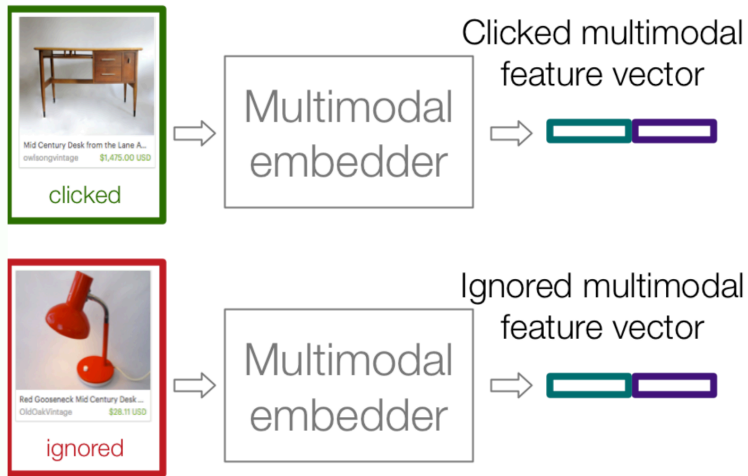 Clicked multimodal
feature vector
Multimodal
embedder
Mid Century Desk from the Lane A...
owlsongvintage $1,475.00 USD
clicked
Ignored multimodal
feature vector
Multimodal
embedder
Red Gooseneck Mid Century Desk ...
OldOakVintage $28.11 USD
ignored